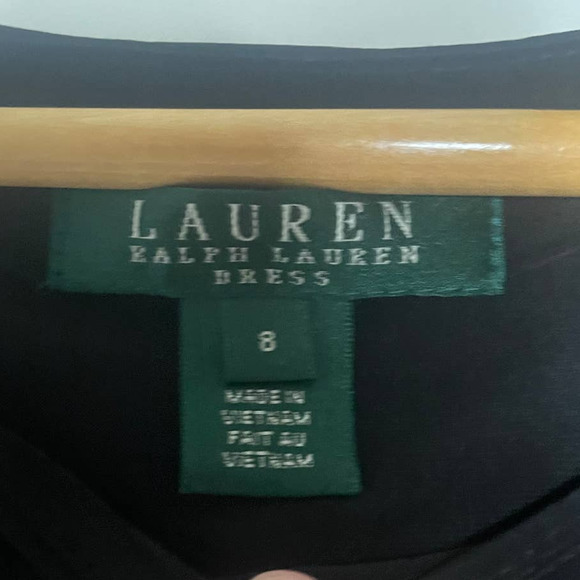 LAUREN
RALPH LAUREN
DRESS
8
MADE IN
VIETNAM
FAIT AU
VIETNAM